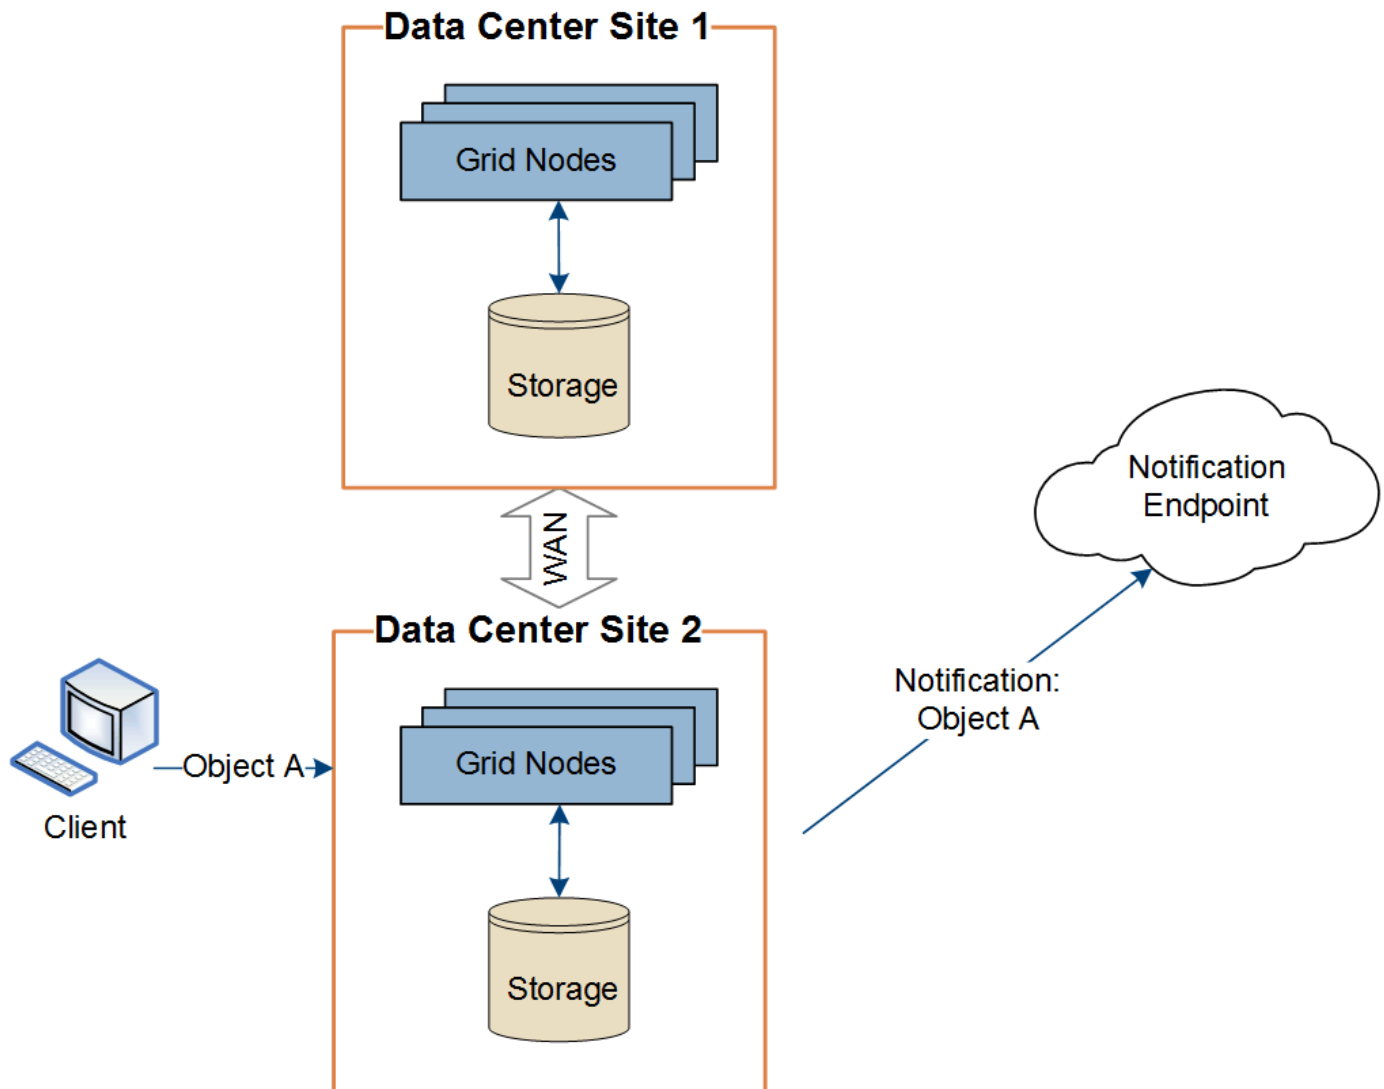 Data Center Site 1
Grid Nodes
Storage
WAN
Notification
Endpoint
Data Center Site 2
Notification:
Object A
Grid Nodes
Object A
Client
Storage